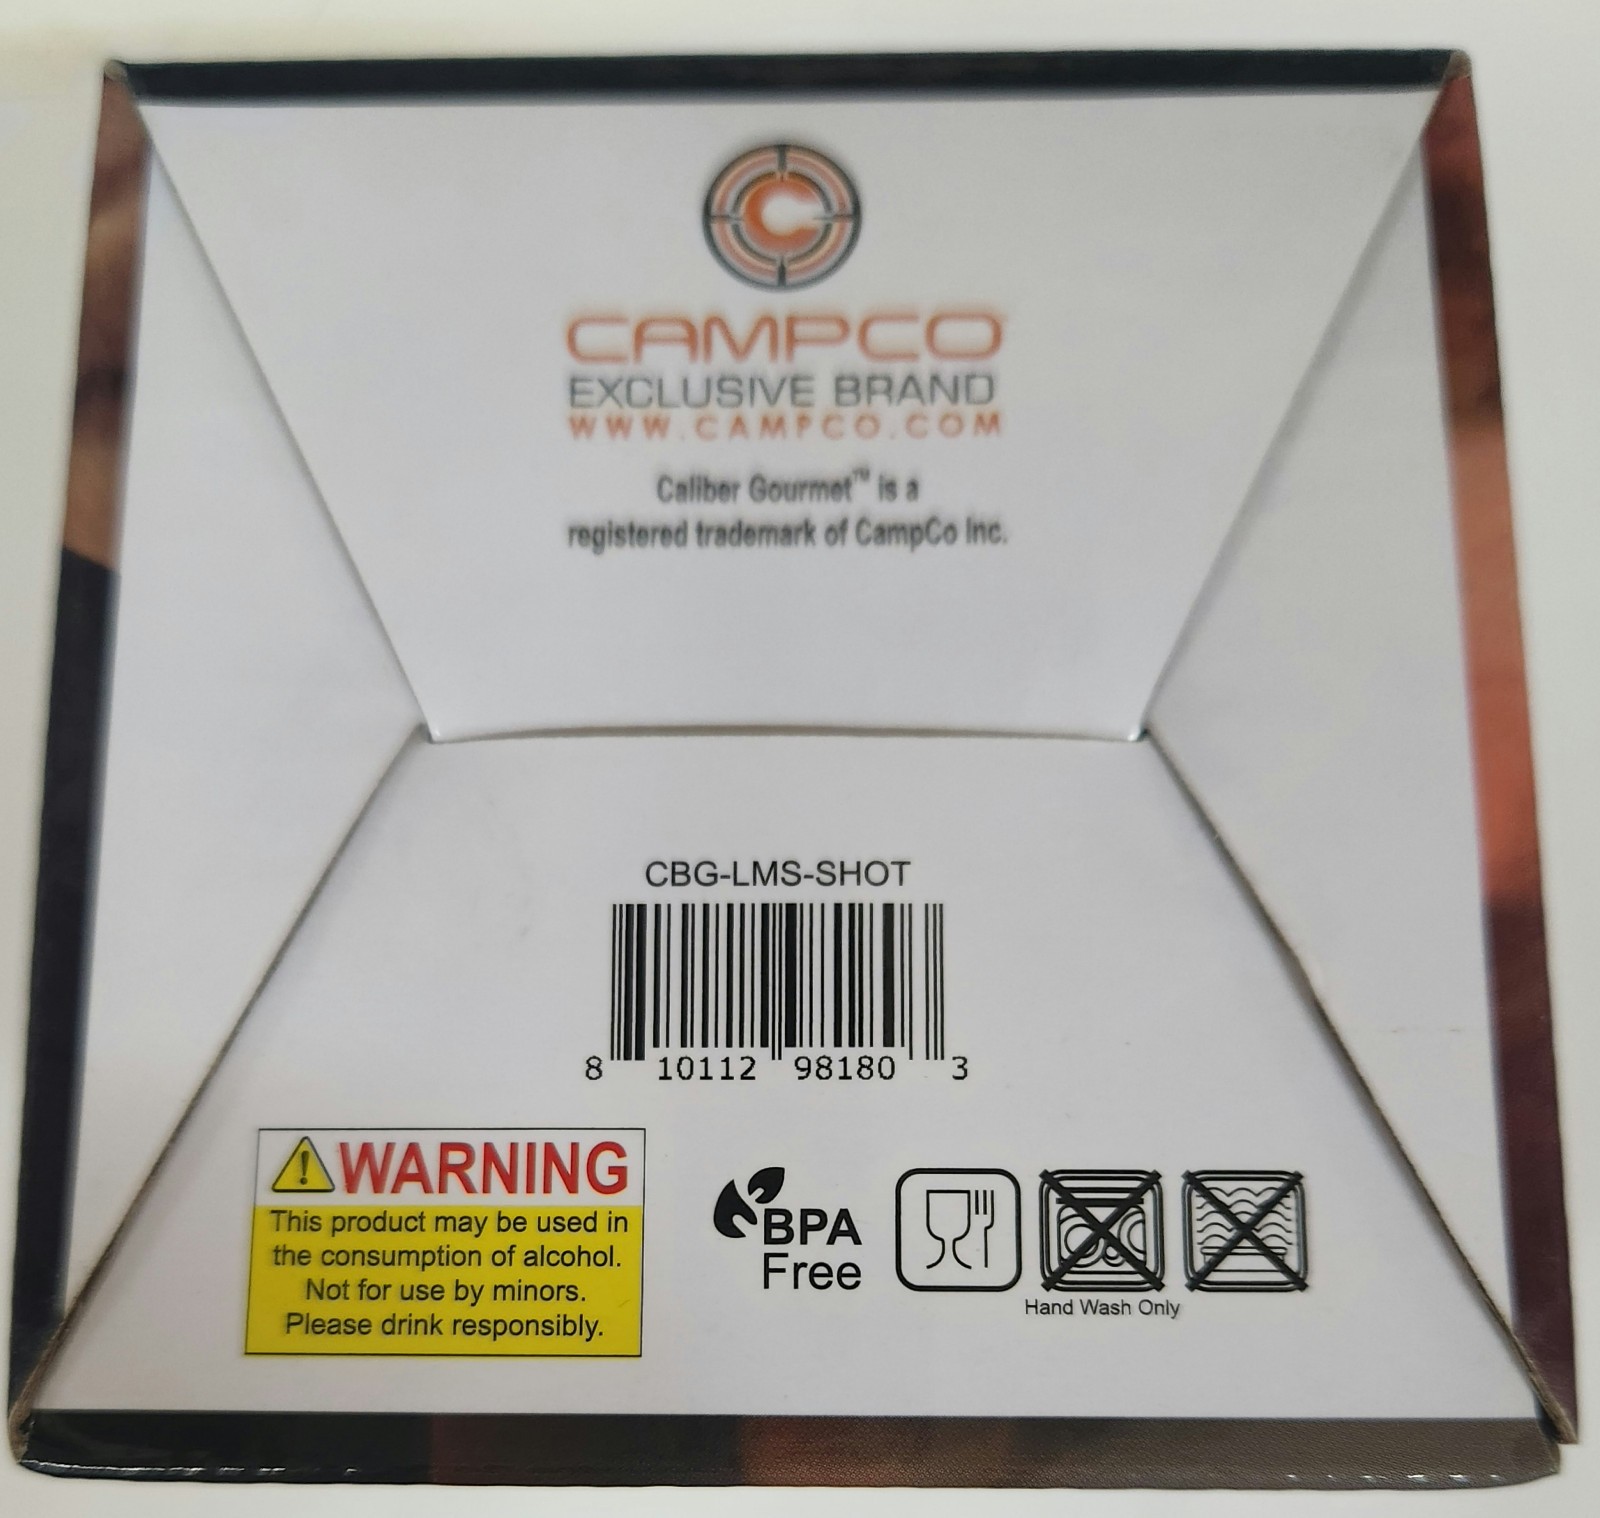 C
CAMPCO
EXCLUSIVE BRAND
WWW.CAMPCO.COM
Caliber Gourmet™ is a
registered trademark of CampCo Inc.
CBG-LMS-SHOT
8 10112 98180 3
WARNING
This product may be used in
the consumption of alcohol.
Not for use by minors.
Please drink responsibly.
BPA
Free
Hand Wash Only